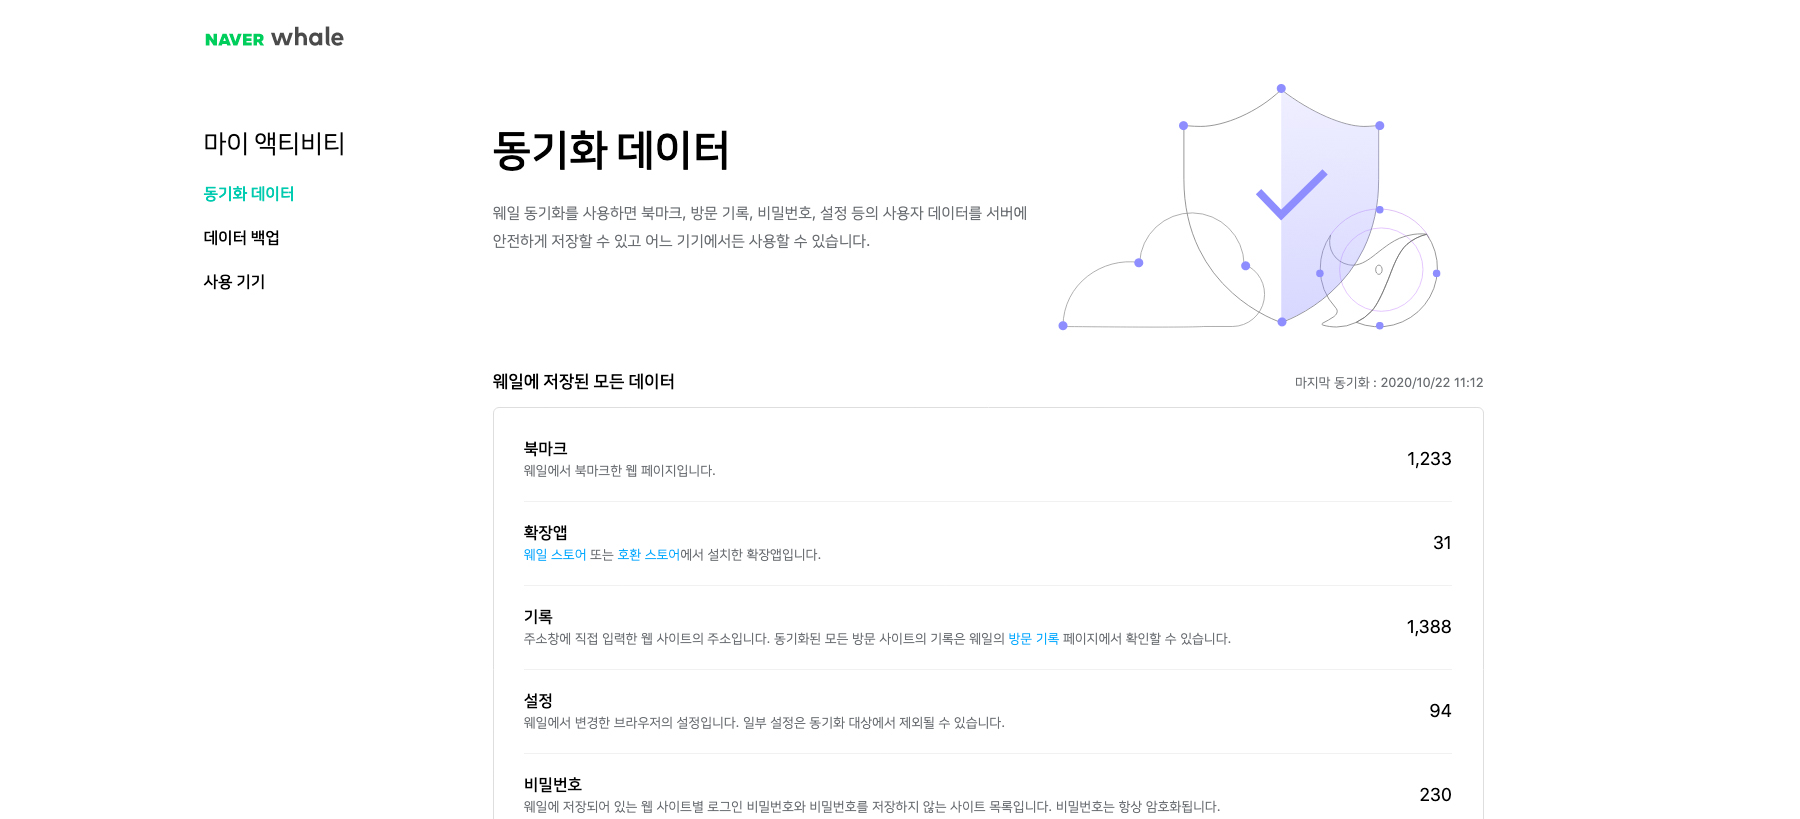 NAVER whale
마이 액티비티
동기화 데이터
데이터 백업
사용 기기
동기화 데이터
웨일 동기화를 사용하면 북마크, 방문 기록, 비밀번호, 설정 등의 사용자 데이터를 서버에
안전하게 저장할 수 있고 어느 기기에서든 사용할 수 있습니다.
웨일에 저장된 모든 데이터
마지막 동기화 : 2020/10/22 11:12
북마크
웨일에서 북마크한 웹 페이지입니다.
1,233
확장앱
웨일 스토어 또는 호환 스토어에서 설치한 확장앱입니다.
31
기록
주소창에 직접 입력한 웹 사이트의 주소입니다. 동기화된 모든 방문 사이트의 기록은 웨일의 방문 기록 페이지에서 확인할 수 있습니다.
1,388
설정
웨일에서 변경한 브라우저의 설정입니다. 일부 설정은 동기화 대상에서 제외될 수 있습니다.
94
비밀번호
웨일에 저장되어 있는 웹 사이트별 로그인 비밀번호와 비밀번호를 저장하지 않는 사이트 목록입니다. 비밀번호는 항상 암호화됩니다.
230